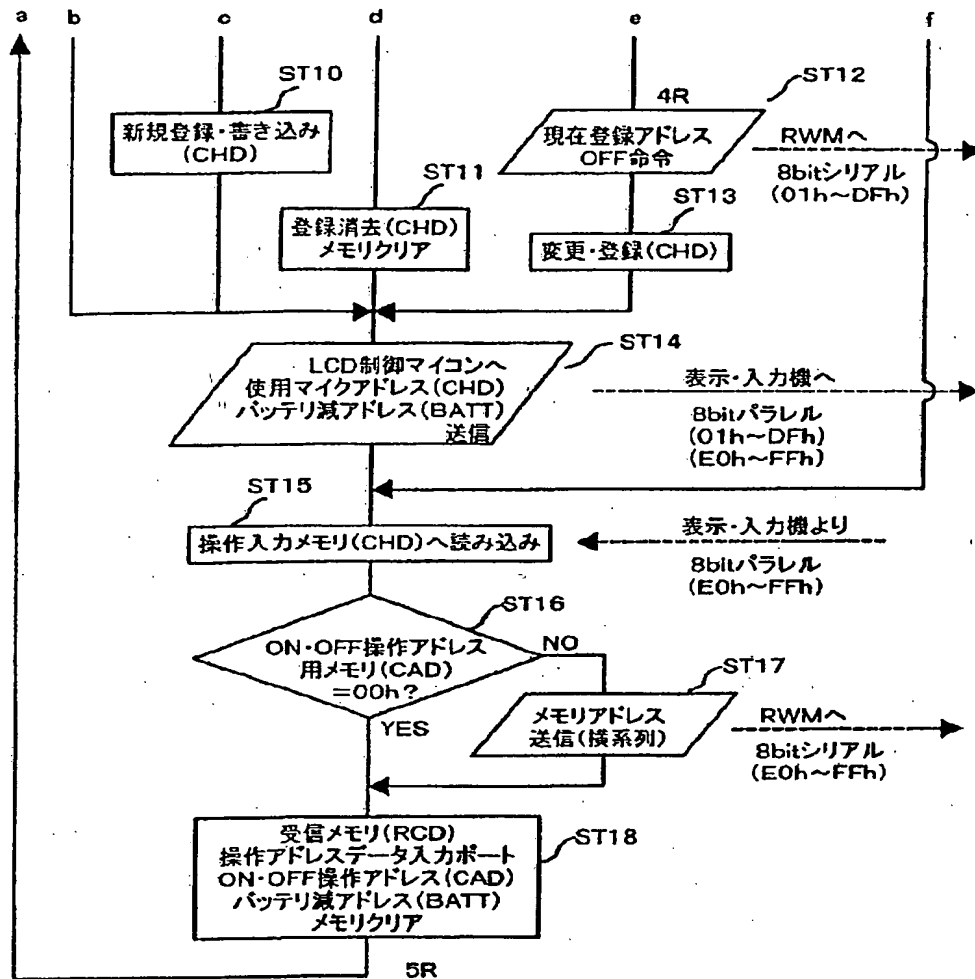 a
b
c
d
e
f
ST10
新規登録・書き込み
(CHD)
ST11
登録消去(CHD)
メモリクリア
ST12
4R
現在登録アドレス
OFF命令
RWMへ
8bitシリアル
(01h~DFh)
ST13
変更・登録(CHD)
ST14
LCD制御マイコンへ
使用マイクアドレス(CHD)
バッテリ減アドレス(BATT)
送信
表示・入力機へ
8bitパラレル
(01h~DFh)
(E0h~FFh)
ST15
操作入力メモリ(CHD)へ読み込み
表示・入力機より
8bitパラレル
(E0h~FFh)
ST16
ON・OFF操作アドレス
用メモリ(CAD)
=00h?
NO
YES
ST17
メモリアドレス
送信(横系列)
RWMへ
8bitシリアル
(E0h~FFh)
ST18
受信メモリ(RCD)
操作アドレスデータ入力ポート
ON・OFF操作アドレス(CAD)
バッテリ減アドレス(BATT)
メモリクリア
5R